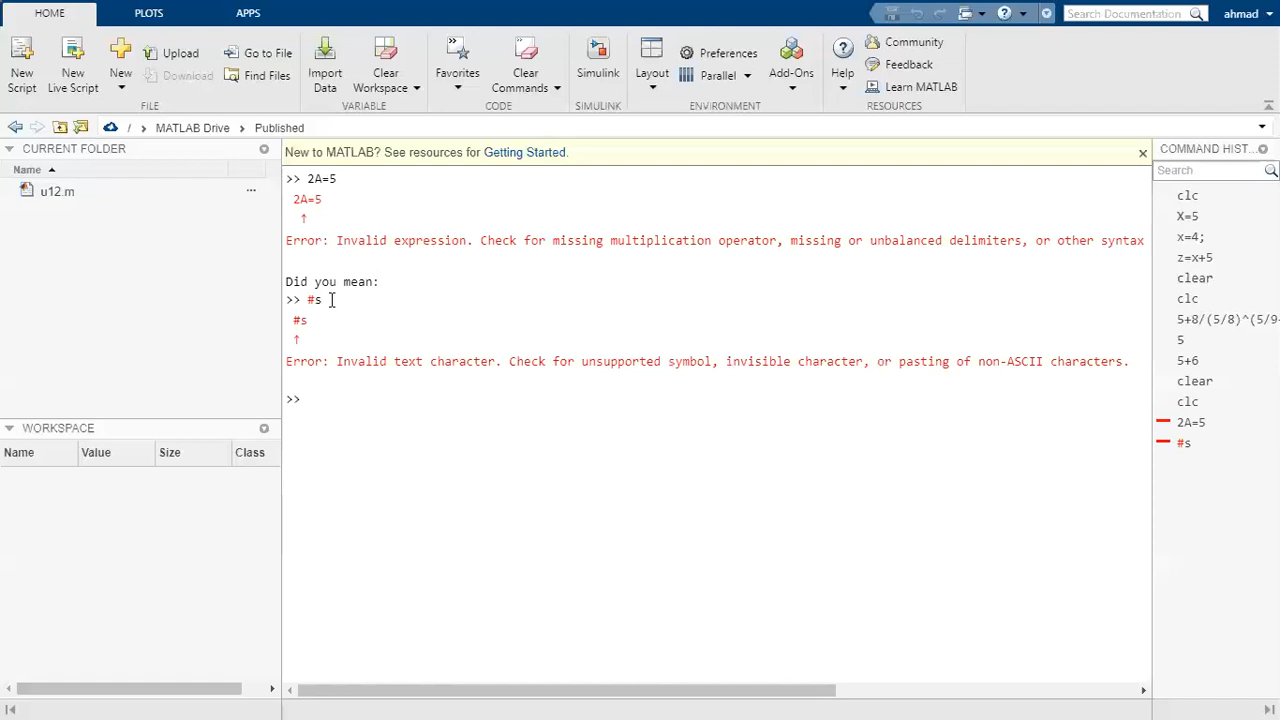 HOME PLOTS APPS
Search Documentation ahmad
New Script
New Live Script
New
Upload
Download
Go to File
Find Files
FILE
Import Data
Clear Workspace
VARIABLE
Favorites
Clear Commands
CODE
Simulink
SIMULINK
Layout
Preferences
Parallel
Add-Ons
ENVIRONMENT
Help
Community
Feedback
Learn MATLAB
RESOURCES
/ MATLAB Drive Published
CURRENT FOLDER
Name
u12.m
WORKSPACE
Name Value Size Class
New to MATLAB? See resources for Getting Started.
>> 2A=5
2A=5
↑
Error: Invalid expression. Check for missing multiplication operator, missing or unbalanced delimiters, or other syntax
Did you mean:
>> #s
#s
↑
Error: Invalid text character. Check for unsupported symbol, invisible character, or pasting of non-ASCII characters.
>>
COMMAND HIST...
Search
clc
X=5
x=4;
z=x+5
clear
clc
5+8/(5/8)^(5/9
5
5+6
clear
clc
2A=5
#s